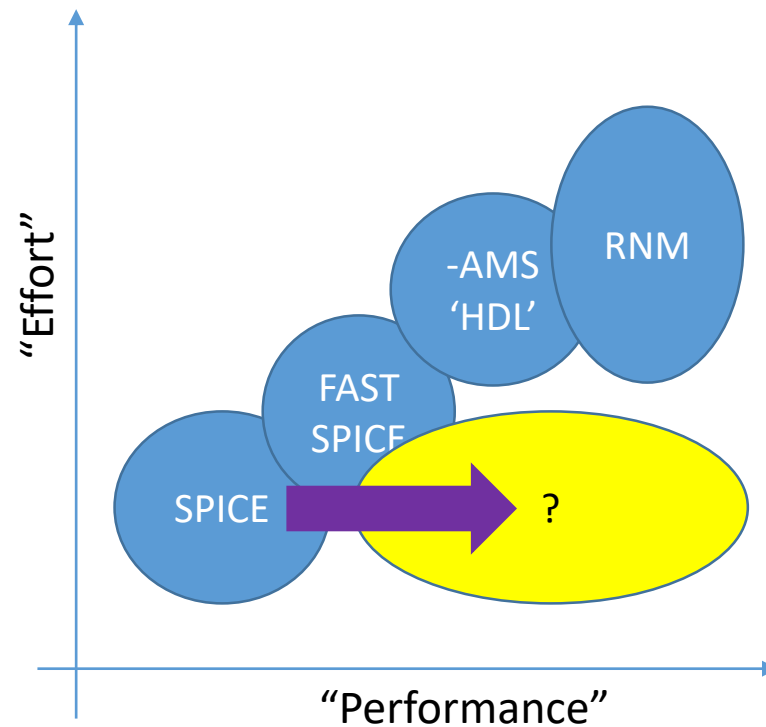 “Effort”
RNM
-AMS
‘HDL’
FAST
SPICE
SPICE
?
“Performance”